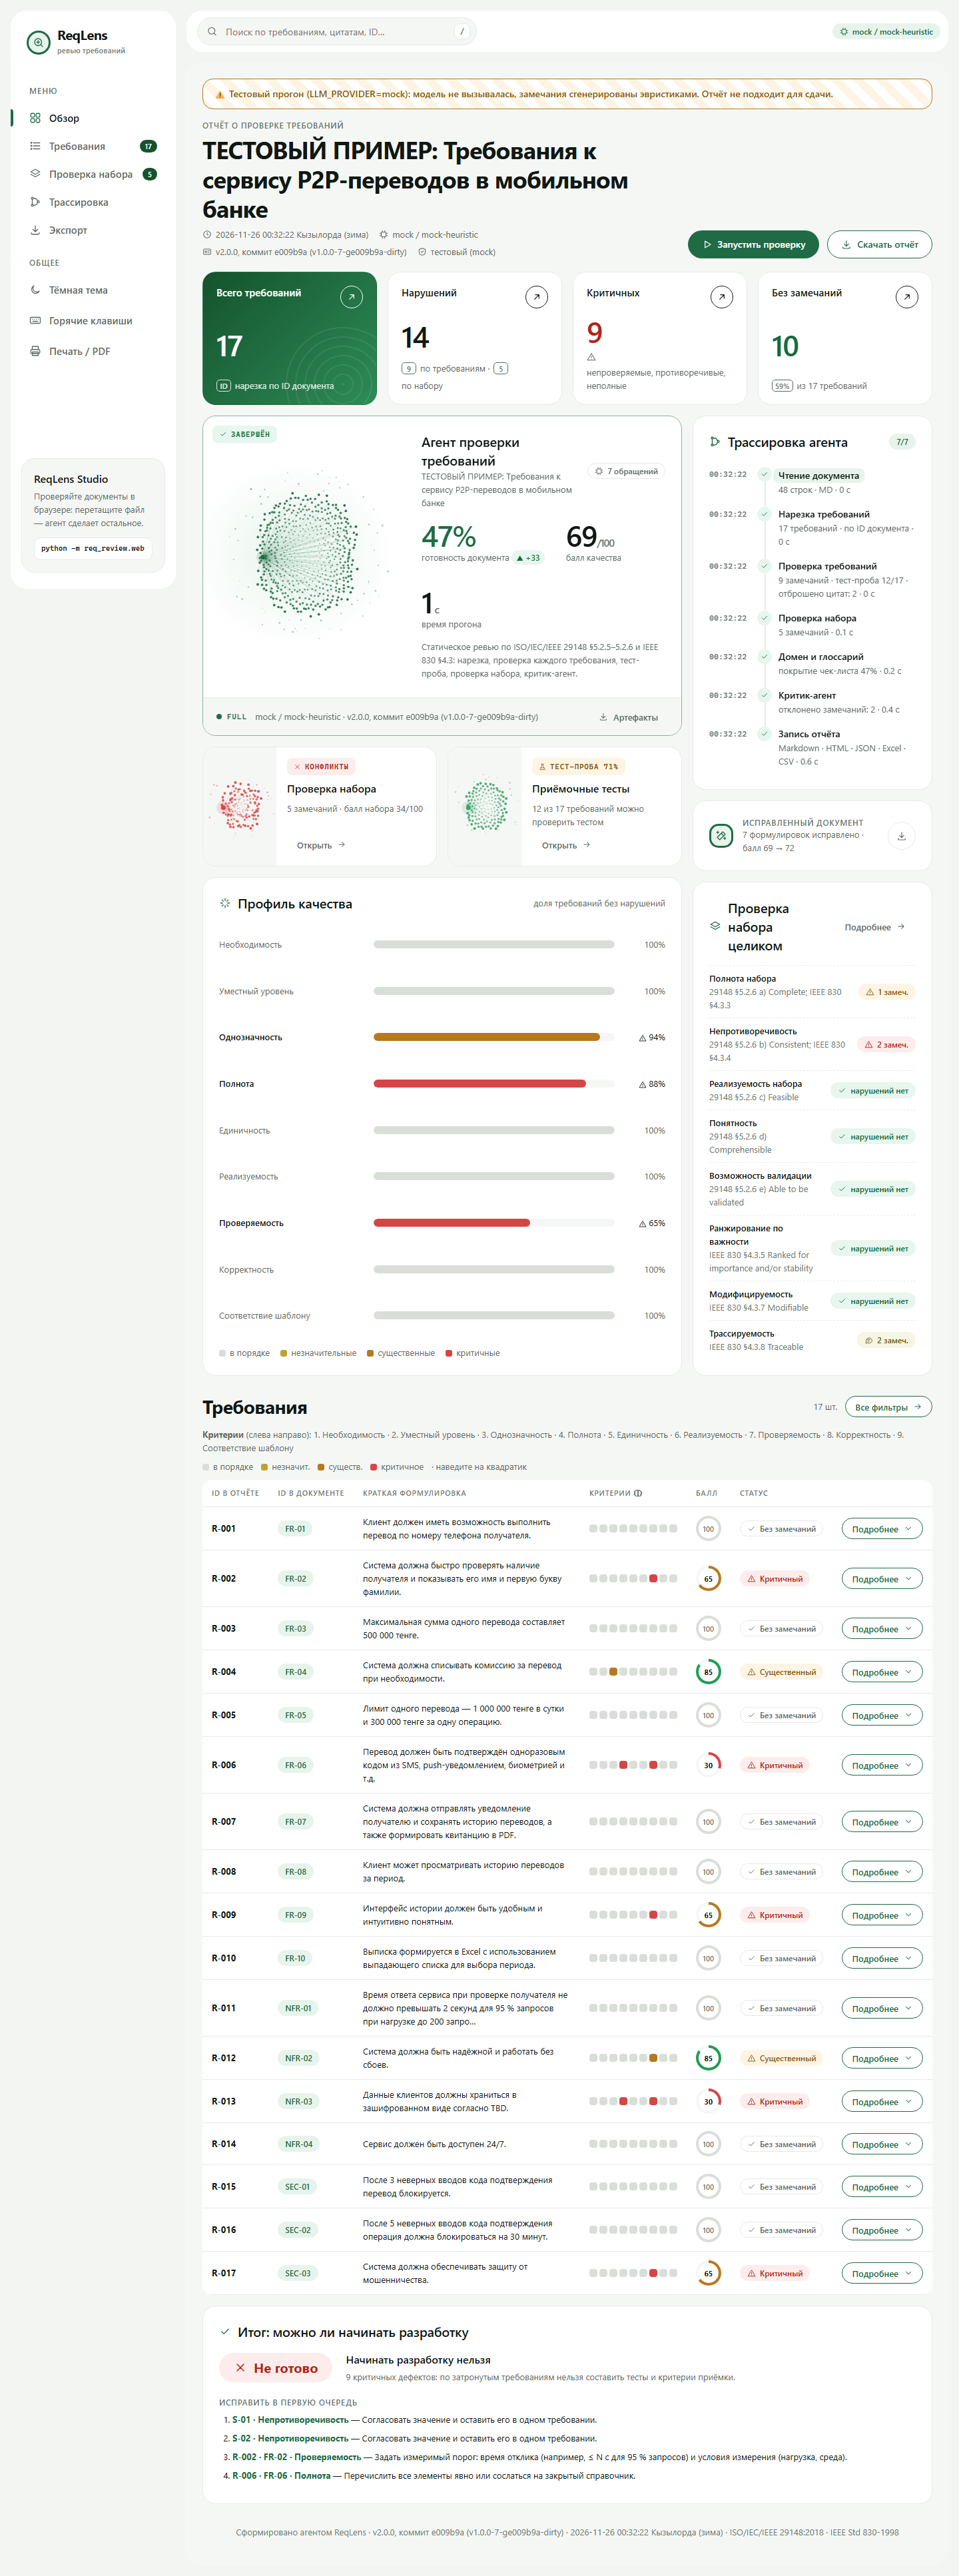 ReqLens
ревью требований
МЕНЮ
Обзор
Требования 17
Проверка набора 5
Трассировка
Экспорт
ОБЩЕЕ
Тёмная тема
Горячие клавиши
Печать / PDF
ReqLens Studio
Проверяйте документы в
браузере: перетащите файл
— агент сделает остальное.
python -m req_review.web
Поиск по требованиям, цитатам, ID... /
mock / mock-heuristic
Тестовый прогон (LLM_PROVIDER=mock): модель не вызывалась, замечания сгенерированы эвристиками. Отчёт не подходит для сдачи.
ОТЧЁТ О ПРОВЕРКЕ ТРЕБОВАНИЙ
ТЕСТОВЫЙ ПРИМЕР: Требования к
сервису P2P-переводов в мобильном
банке
2026-11-26 00:32:22 Кызылорда (зима) mock / mock-heuristic
v2.0.0, коммит e009b9a (v1.0.0-7-ge009b9a-dirty) тестовый (mock)
Запустить проверку
Скачать отчёт
Всего требований
17
ID нарезка по ID документа
Нарушений
14
9 по требованиям · 5
по набору
Критичных
9
непроверяемые, противоречивые,
неполные
Без замечаний
10
59% из 17 требований
ЗАВЕРШЁН
Агент проверки
требований
7 обращений
ТЕСТОВЫЙ ПРИМЕР: Требования к
сервису P2P-переводов в мобильном
банке
47%
готовность документа ▲ +33
69/100
балл качества
1 с
время прогона
Статическое ревью по ISO/IEC/IEEE 29148 §5.2.5–5.2.6 и IEEE
830 §4.3: нарезка, проверка каждого требования, тест-
проба, проверка набора, критик-агент.
FULL mock / mock-heuristic · v2.0.0, коммит e009b9a (v1.0.0-7-ge009b9a-dirty)
Артефакты
КОНФЛИКТЫ
Проверка набора
5 замечаний · балл набора 34/100
Открыть →
ТЕСТ-ПРОБА 71%
Приёмочные тесты
12 из 17 требований можно
проверить тестом
Открыть →
Трассировка агента 7/7
00:32:22 Чтение документа
48 строк · MD · 0 с
00:32:22 Нарезка требований
17 требований · по ID документа ·
0 с
00:32:22 Проверка требований
9 замечаний · тест-проба 12/17 ·
отброшено цитат: 2 · 0 с
00:32:22 Проверка набора
5 замечаний · 0.1 с
00:32:22 Домен и глоссарий
покрытие чек-листа 47% · 0.2 с
00:32:22 Критик-агент
отклонено замечаний: 2 · 0.4 с
00:32:22 Запись отчёта
Markdown · HTML · JSON · Excel ·
CSV · 0.6 с
ИСПРАВЛЕННЫЙ ДОКУМЕНТ
7 формулировок исправлено ·
балл 69 → 72
Профиль качества
доля требований без нарушений
Необходимость 100%
Уместный уровень 100%
Однозначность 94%
Полнота 88%
Единичность 100%
Реализуемость 100%
Проверяемость 65%
Корректность 100%
Соответствие шаблону 100%
в порядке незначительные существенные критичные
Проверка
набора
целиком
Подробнее →
Полнота набора
29148 §5.2.6 a) Complete; IEEE 830
§4.3.3
1 замеч.
Непротиворечивость
29148 §5.2.6 b) Consistent; IEEE 830
§4.3.4
2 замеч.
Реализуемость набора
29148 §5.2.6 c) Feasible
нарушений нет
Понятность
29148 §5.2.6 d)
Comprehensible
нарушений нет
Возможность валидации
29148 §5.2.6 e) Able to be
validated
нарушений нет
Ранжирование по
важности
IEEE 830 §4.3.5 Ranked for
importance and/or stability
нарушений нет
Модифицируемость
IEEE 830 §4.3.7 Modifiable
нарушений нет
Трассируемость
IEEE 830 §4.3.8 Traceable
2 замеч.
Требования
17 шт.
Все фильтры →
Критерии (слева направо): 1. Необходимость · 2. Уместный уровень · 3. Однозначность · 4. Полнота · 5. Единичность · 6. Реализуемость · 7. Проверяемость · 8. Корректность · 9.
Соответствие шаблону
в порядке незначит. существ. критичное · наведите на квадратик
ID В ОТЧЁТЕ ID В ДОКУМЕНТЕ КРАТКАЯ ФОРМУЛИРОВКА КРИТЕРИИ БАЛЛ СТАТУС
R-001 FR-01 Клиент должен иметь возможность выполнить
перевод по номеру телефона получателя.
100 Без замечаний Подробнее
R-002 FR-02 Система должна быстро проверять наличие
получателя и показывать его имя и первую букву
фамилии.
65 Критичный Подробнее
R-003 FR-03 Максимальная сумма одного перевода составляет
500 000 тенге.
100 Без замечаний Подробнее
R-004 FR-04 Система должна списывать комиссию за перевод
при необходимости.
85 Существенный Подробнее
R-005 FR-05 Лимит одного перевода — 1 000 000 тенге в сутки
и 300 000 тенге за одну операцию.
100 Без замечаний Подробнее
R-006 FR-06 Перевод должен быть подтверждён одноразовым
кодом из SMS, push-уведомлением, биометрией и
т.д.
30 Критичный Подробнее
R-007 FR-07 Система должна отправлять уведомление
получателю и сохранять историю переводов, а
также формировать квитанцию в PDF.
100 Без замечаний Подробнее
R-008 FR-08 Клиент может просматривать историю переводов
за период.
100 Без замечаний Подробнее
R-009 FR-09 Интерфейс истории должен быть удобным и
интуитивно понятным.
65 Критичный Подробнее
R-010 FR-10 Выписка формируется в Excel с использованием
выпадающего списка для выбора периода.
100 Без замечаний Подробнее
R-011 NFR-01 Время ответа сервиса при проверке получателя не
должно превышать 2 секунд для 95 % запросов
при нагрузке до 200 запро...
100 Без замечаний Подробнее
R-012 NFR-02 Система должна быть надёжной и работать без
сбоев.
85 Существенный Подробнее
R-013 NFR-03 Данные клиентов должны храниться в
зашифрованном виде согласно TBD.
30 Критичный Подробнее
R-014 NFR-04 Сервис должен быть доступен 24/7.
100 Без замечаний Подробнее
R-015 SEC-01 После 3 неверных вводов кода подтверждения
перевод блокируется.
100 Без замечаний Подробнее
R-016 SEC-02 После 5 неверных вводов кода подтверждения
операция должна блокироваться на 30 минут.
100 Без замечаний Подробнее
R-017 SEC-03 Система должна обеспечивать защиту от
мошенничества.
65 Критичный Подробнее
Итог: можно ли начинать разработку
Не готово
Начинать разработку нельзя
9 критичных дефектов: по затронутым требованиям нельзя составить тесты и критерии приёмки.
ИСПРАВИТЬ В ПЕРВУЮ ОЧЕРЕДЬ
1. S-01 · Непротиворечивость — Согласовать значение и оставить его в одном требовании.
2. S-02 · Непротиворечивость — Согласовать значение и оставить его в одном требовании.
3. R-002 · FR-02 · Проверяемость — Задать измеримый порог: время отклика (например, ≤ N с для 95 % запросов) и условия измерения (нагрузка, среда).
4. R-006 · FR-06 · Полнота — Перечислить все элементы явно или сослаться на закрытый справочник.
Сформировано агентом ReqLens · v2.0.0, коммит e009b9a (v1.0.0-7-ge009b9a-dirty) · 2026-11-26 00:32:22 Кызылорда (зима) · ISO/IEC/IEEE 29148:2018 · IEEE Std 830-1998